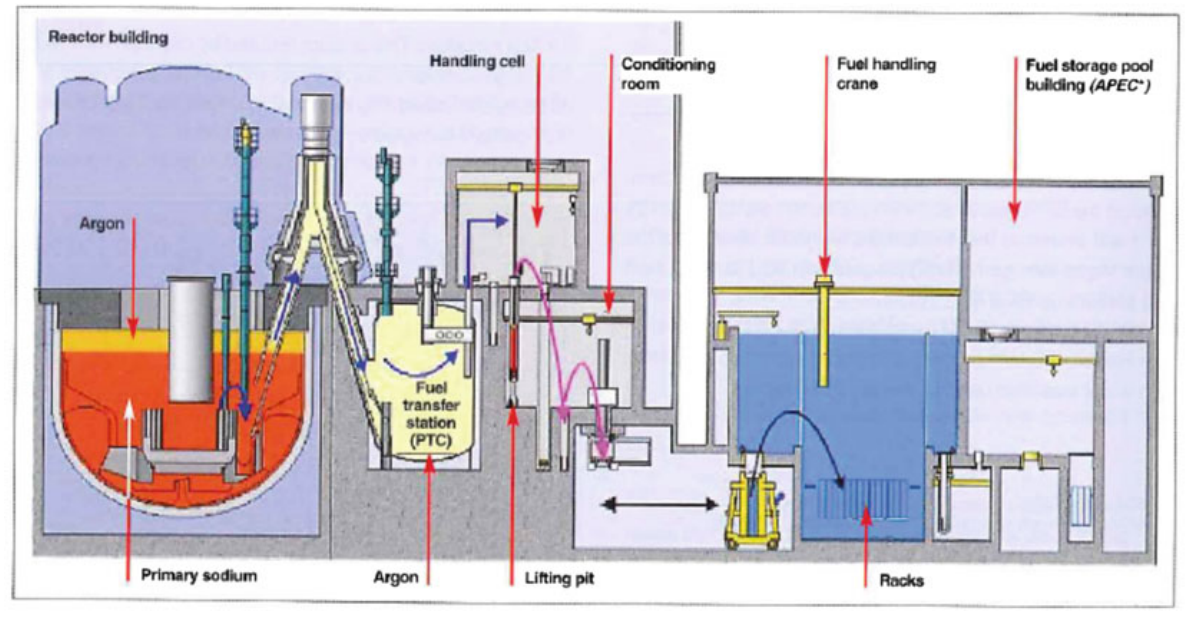 Reactor building
Handling cell
Conditioning
room
Fuel handling
crane
Fuel storage pool
building (APEC*)
Argon
Fuel
transfer
station
(PTC)
Primary sodium
Argon
Lifting pit
Racks